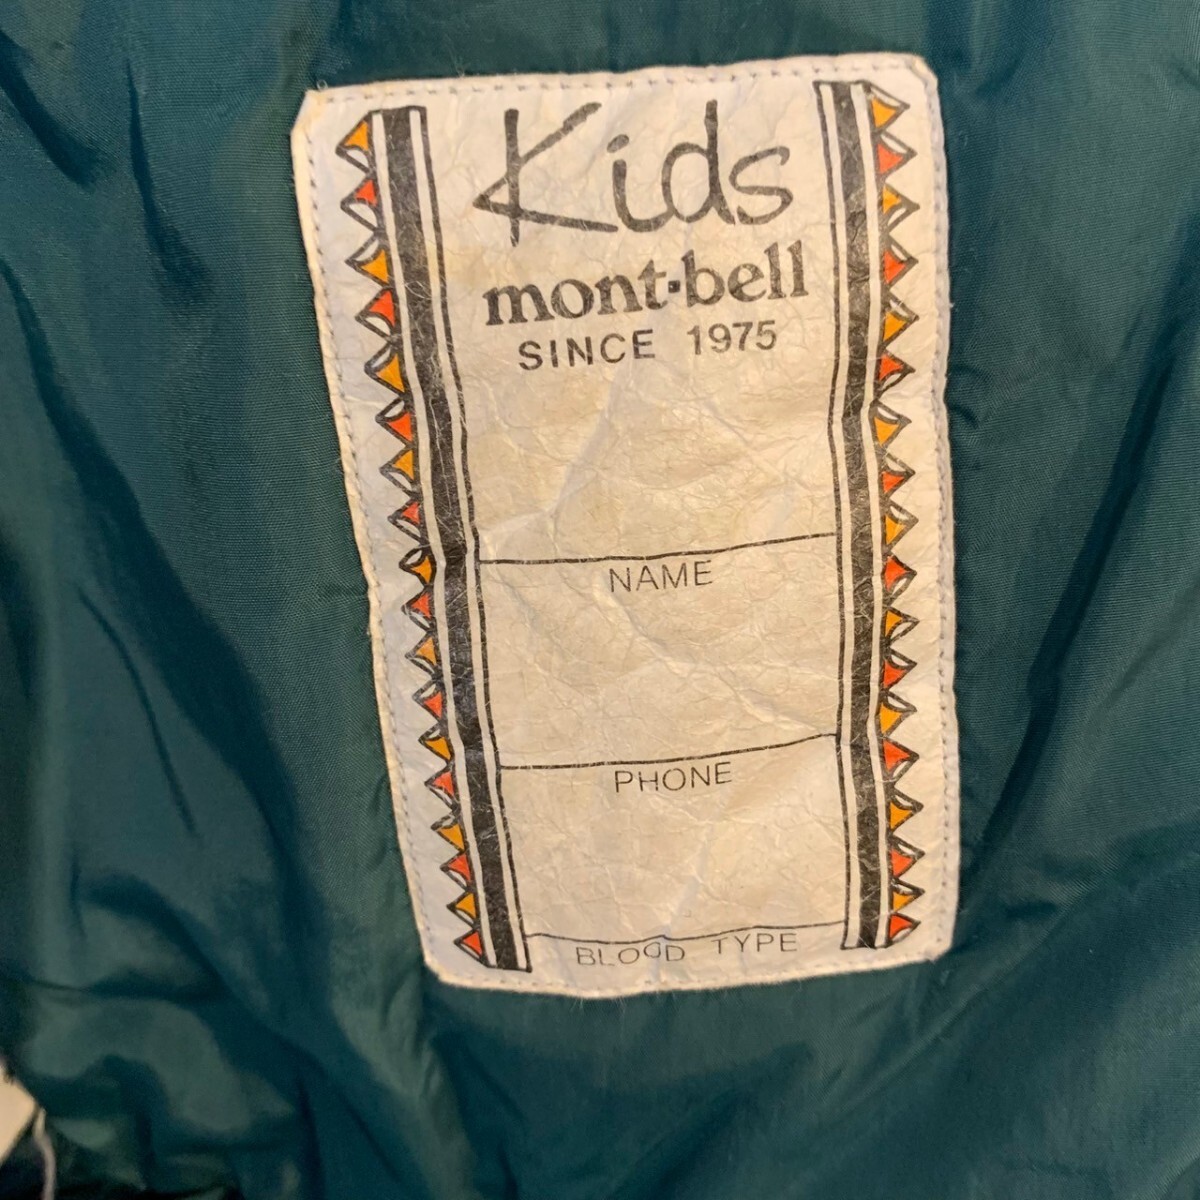 Kids
mont-bell
SINCE 1975
NAME
PHONE
BLOOD TYPE